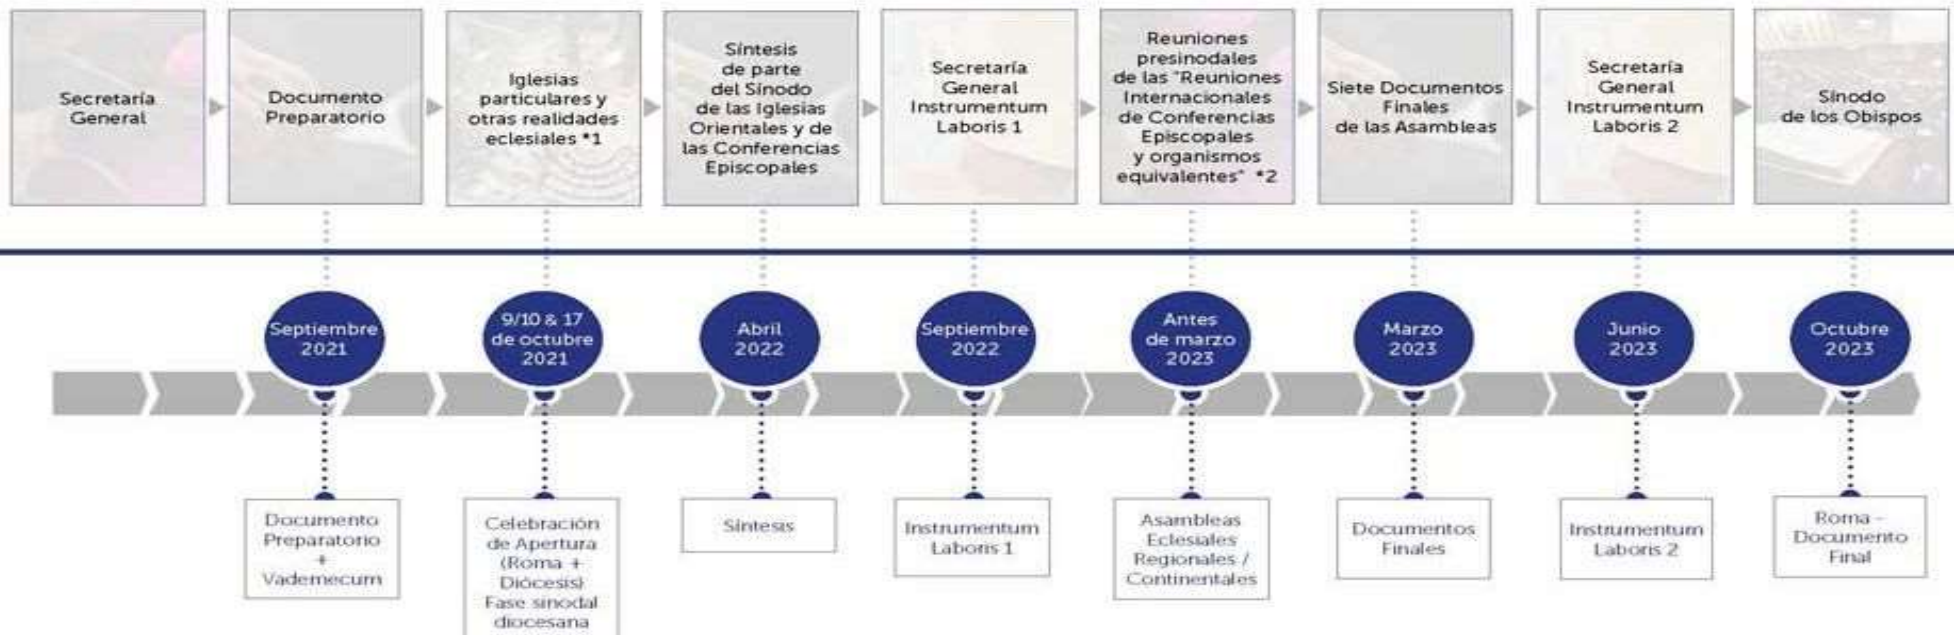 Secretaría
General
Documento
Preparatorio
Iglesias
particulares y
otras realidades
eclesiales *1
Síntesis
de parte
del Sínodo
de las Iglesias
Orientales y de
las Conferencias
Episcopales
Secretaría
General
Instrumentum
Laboris 1
Reuniones
presinodales
de las "Reuniones
Internacionales
de Conferencias
Episcopales
y organismos
equivalentes" *2
Siete Documentos
Finales
de las Asambleas
Secretaría
General
Instrumentum
Laboris 2
Sínodo
de los Obispos
Septiembre
2021
9/10 & 17
de octubre
2021
Abril
2022
Septiembre
2022
Antes
de marzo
2023
Marzo
2023
Junio
2023
Octubre
2023
Documento
Preparatorio
+
Vademecum
Celebración
de Apertura
(Roma +
Diócesis)
Fase sinodal
diocesana
Síntesis
Instrumentum
Laboris 1
Asambleas
Eclesiales
Regionales /
Continentales
Documentos
Finales
Instrumentum
Laboris 2
Roma -
Documento
Final